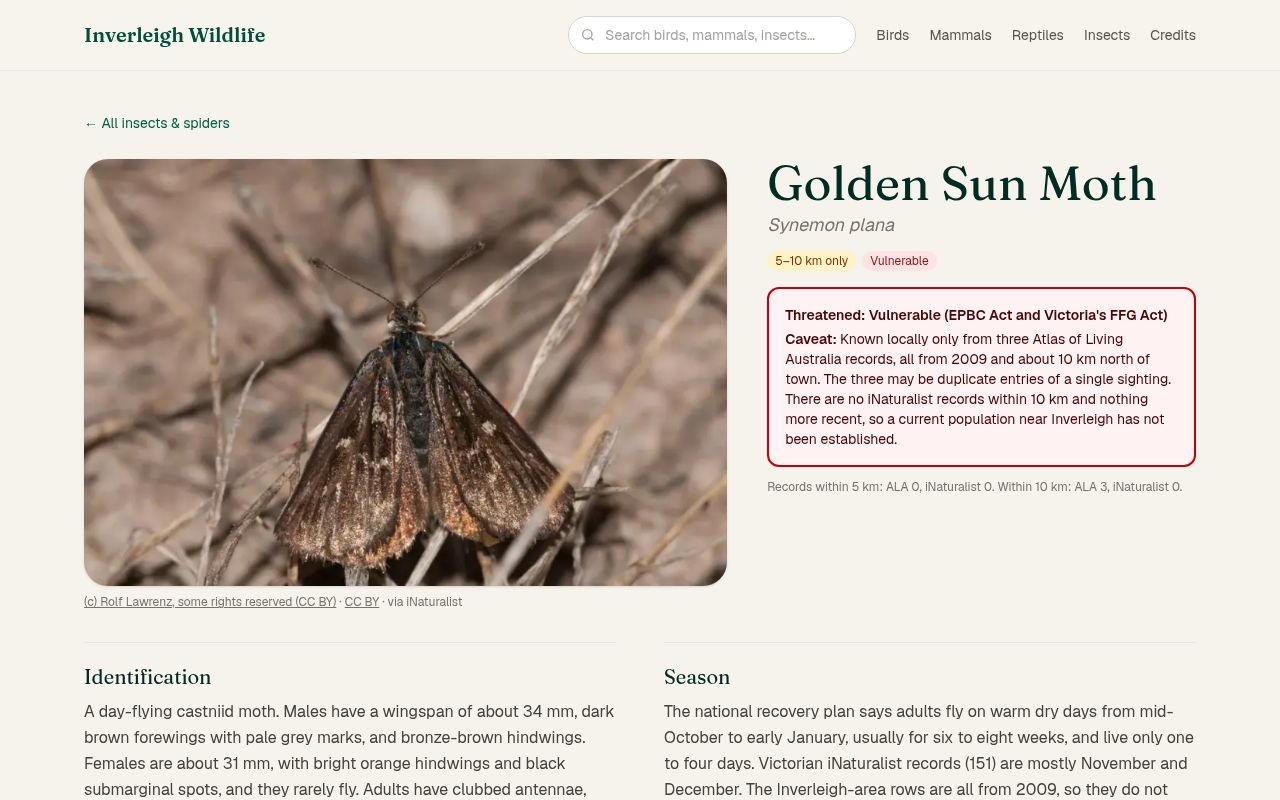 Inverleigh Wildlife
Search birds, mammals, insects…
Birds
Mammals
Reptiles
Insects
Credits
← All insects & spiders
Golden Sun Moth
Synemon plana
5–10 km only
Vulnerable
Threatened: Vulnerable (EPBC Act and Victoria's FFG Act)
Caveat: Known locally only from three Atlas of Living
Australia records, all from 2009 and about 10 km north of
town. The three may be duplicate entries of a single sighting.
There are no iNaturalist records within 10 km and nothing
more recent, so a current population near Inverleigh has not
been established.
Records within 5 km: ALA 0, iNaturalist 0. Within 10 km: ALA 3, iNaturalist 0.
(c) Rolf Lawrenz, some rights reserved (CC BY) · CC BY · via iNaturalist
Identification
A day-flying castniid moth. Males have a wingspan of about 34 mm, dark
brown forewings with pale grey marks, and bronze-brown hindwings.
Females are about 31 mm, with bright orange hindwings and black
submarginal spots, and they rarely fly. Adults have clubbed antennae,
Season
The national recovery plan says adults fly on warm dry days from mid-
October to early January, usually for six to eight weeks, and live only one
to four days. Victorian iNaturalist records (151) are mostly November and
December. The Inverleigh-area rows are all from 2009, so they do not